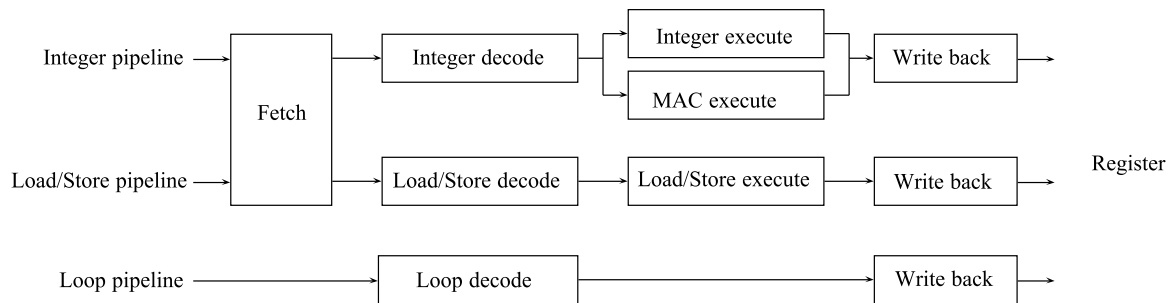 Integer pipeline
Integer decode
Integer execute
Write back
MAC execute
Fetch
Load/Store pipeline
Load/Store decode
Load/Store execute
Write back
Register
Loop pipeline
Loop decode
Write back